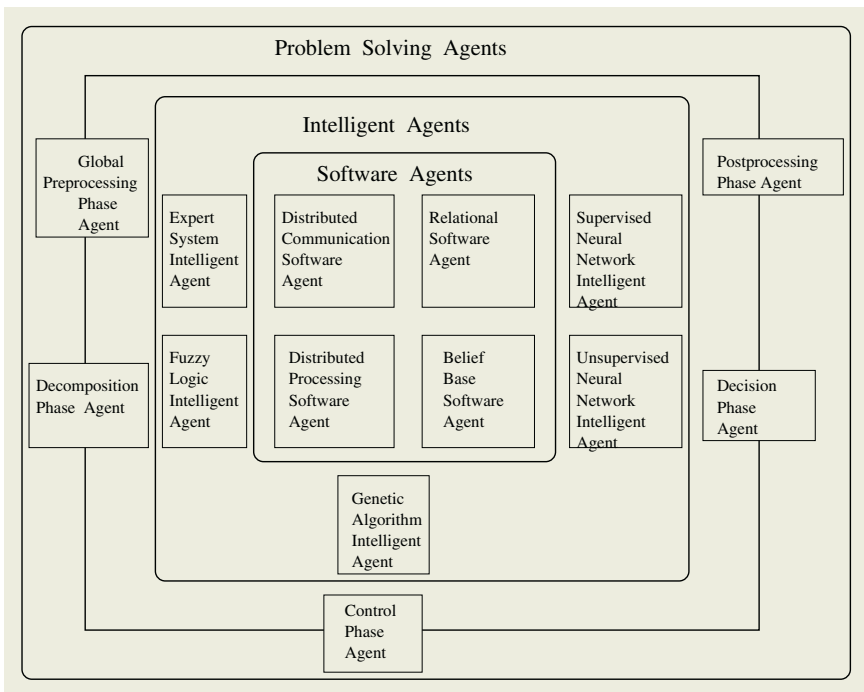 Problem Solving Agents
Intelligent Agents
Software Agents
Global
Preprocessing
Phase
Agent
Postprocessing
Phase Agent
Expert
System
Intelligent
Agent
Distributed
Communication
Software
Agent
Relational
Software
Agent
Supervised
Neural
Network
Intelligent
Agent
Decomposition
Phase Agent
Fuzzy
Logic
Intelligent
Agent
Distributed
Processing
Software
Agent
Belief
Base
Software
Agent
Unsupervised
Neural
Network
Intelligent
Agent
Decision
Phase
Agent
Genetic
Algorithm
Intelligent
Agent
Control
Phase
Agent